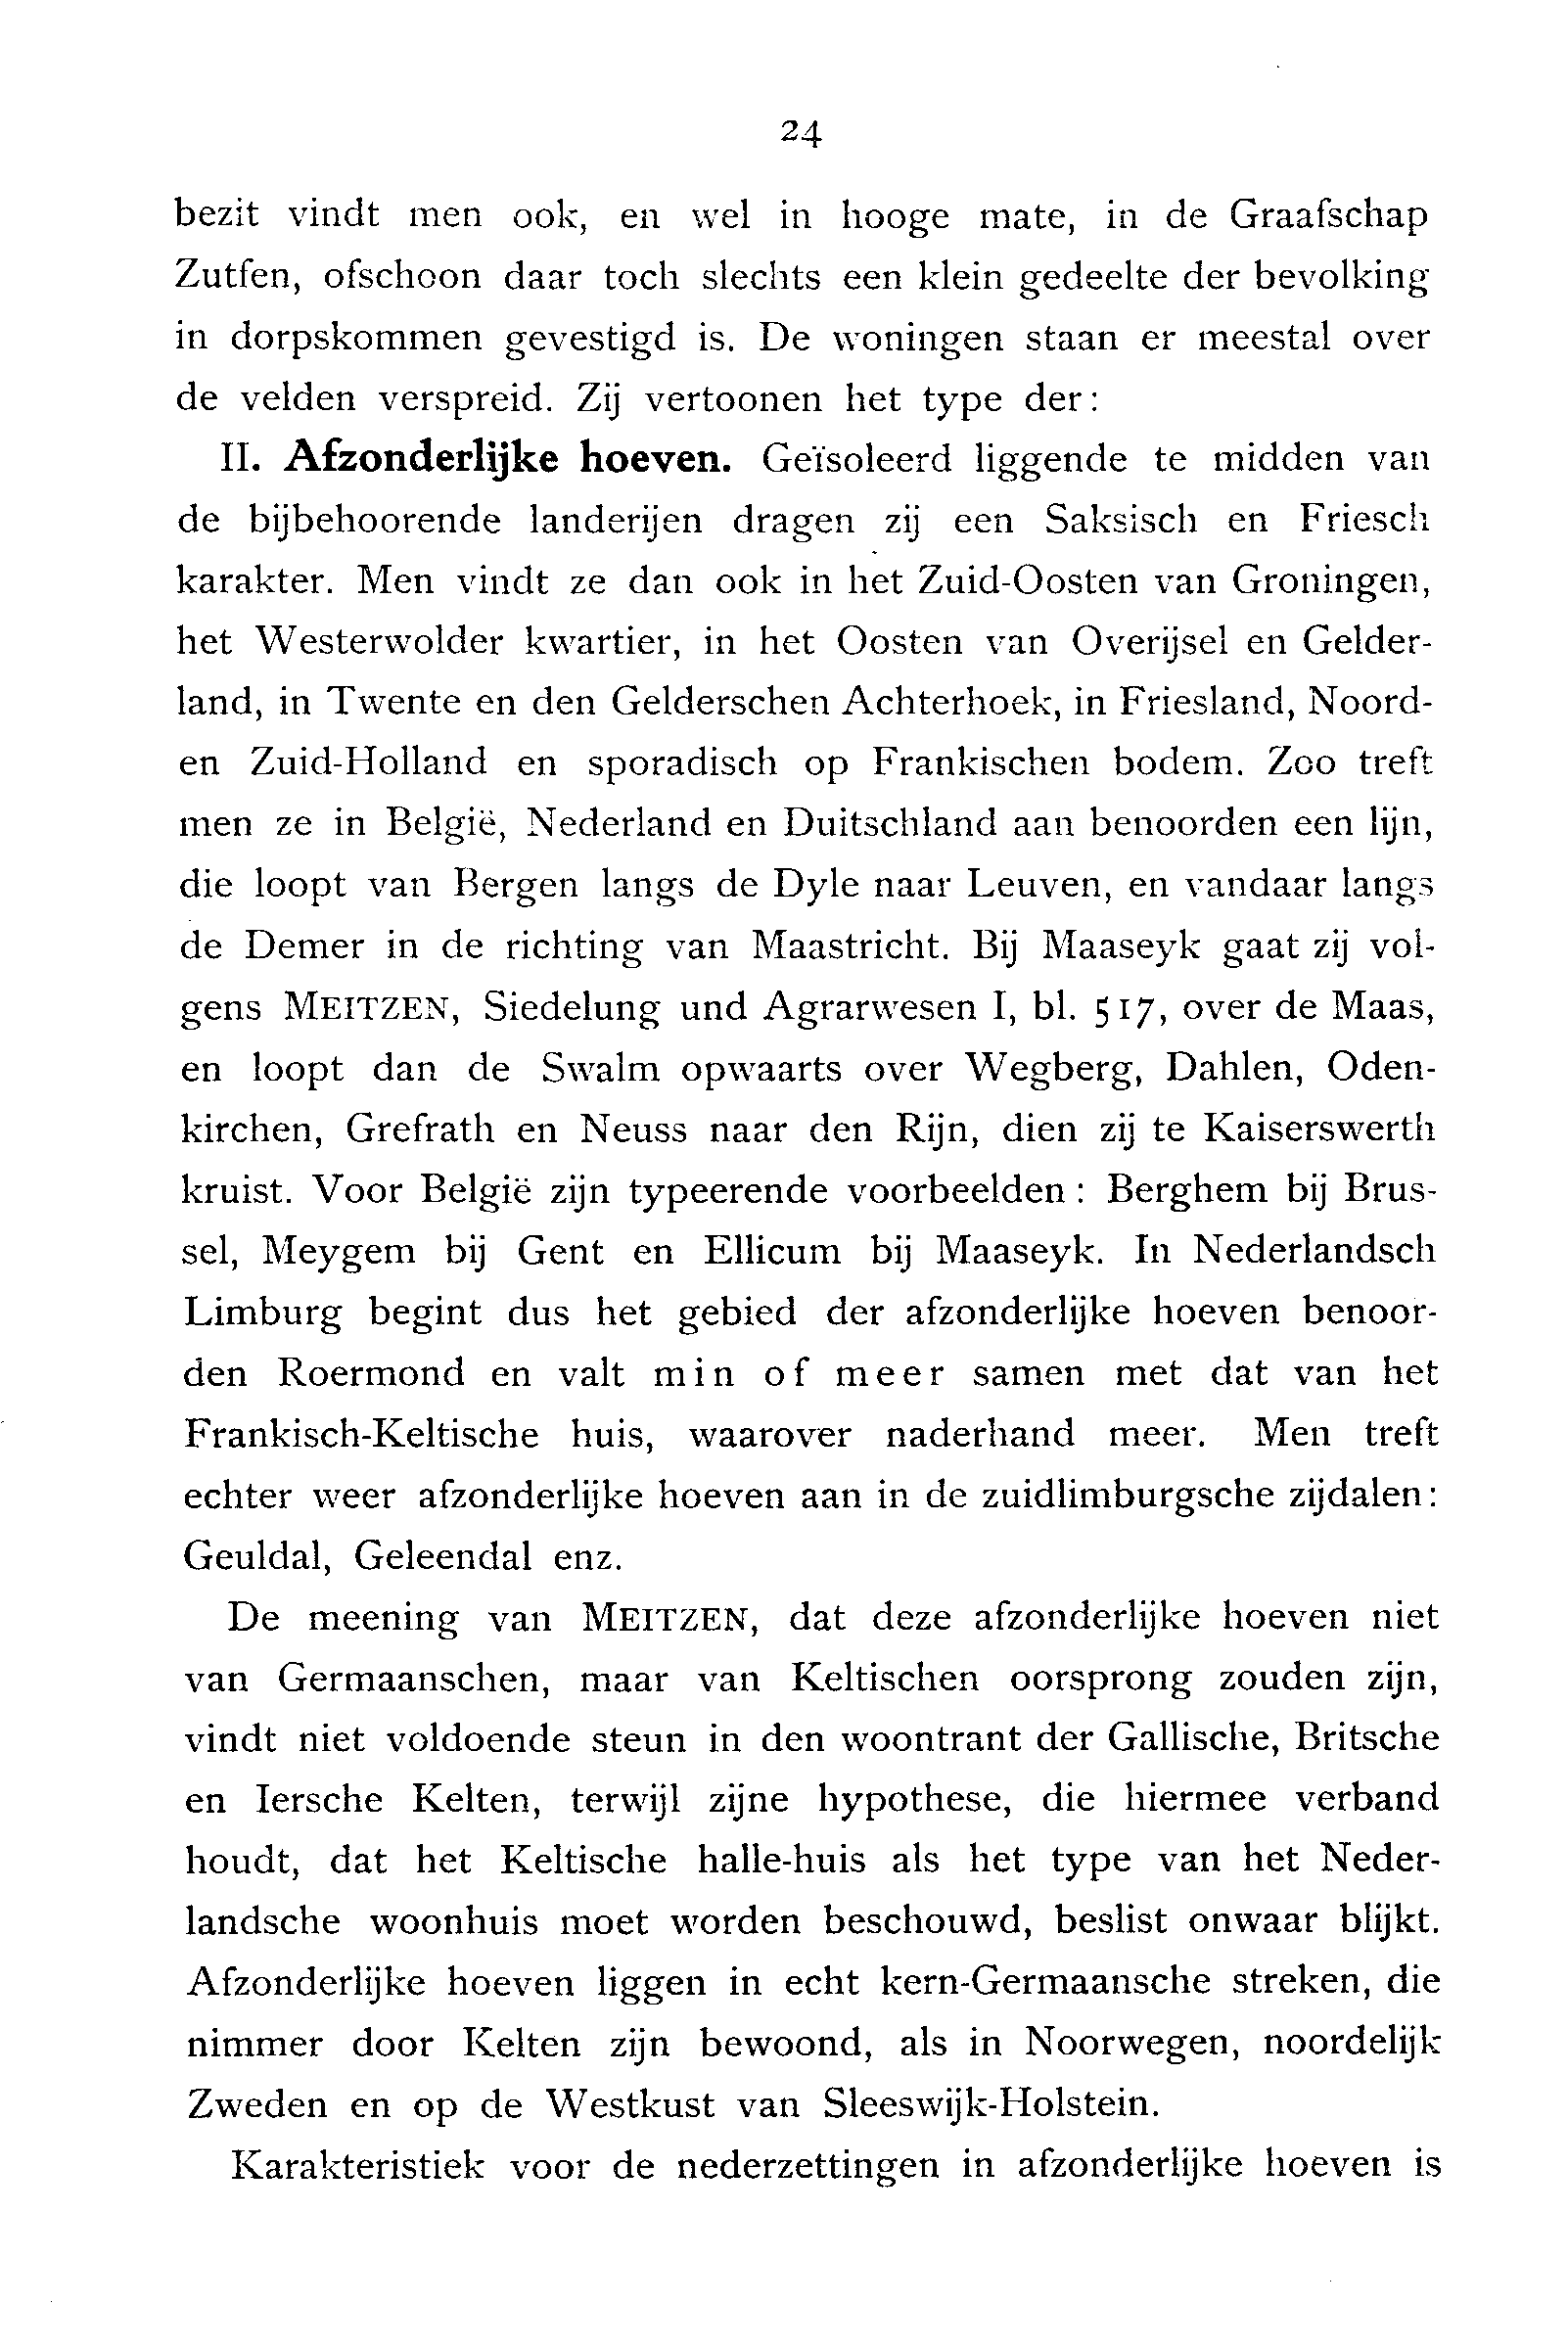 24
bezit vindt men ook, en wel in hooge mate, in de Graafschap
Zutfen, ofschoon daar toch slechts een klein gedeelte der bevolking
in dorpskommen gevestigd is. De woningen staan er meestal over
de velden verspreid. Zij vertoonen het type der:
II. Afzonderlijke hoeven. Geïsoleerd liggende te midden van
de bijbehoorende landerijen dragen zij een Saksisch en Friesch
karakter. Men vindt ze dan ook in het Zuid-Oosten van Groningen,
het Westerwolder kwartier, in het Oosten van Overijsel en Gelder-
land, in Twente en den Gelderschen Achterhoek, in Friesland, Noord-
en Zuid-Holland en sporadisch op Frankischen bodem. Zoo treft
men ze in België, Nederland en Duitschland aan benoorden een lijn,
die loopt van Bergen langs de Dyle naar Leuven, en vandaar langs
de Demer in de richting van Maastricht. Bij Maaseyk gaat zij vol-
gens MEITZEN, Siedelung und Agrarwesen I, bl. 517, over de Maas,
en loopt dan de Swalm opwaarts over Wegberg, Dahlen, Oden-
kirchen, Grefrath en Neuss naar den Rijn, dien zij te Kaiserswerth
kruist. Voor België zijn typeerende voorbeelden: Berghem bij Brus-
sel, Meygem bij Gent en Ellicum bij Maaseyk. In Nederlandsch
Limburg begint dus het gebied der afzonderlijke hoeven benoor-
den Roermond en valt min of meer samen met dat van het
Frankisch-Keltische huis, waarover naderhand meer. Men treft
echter weer afzonderlijke hoeven aan in de zuidlimburgsche zijdalen:
Geuldal, Geleendal enz.
De meening van MEITZEN, dat deze afzonderlijke hoeven niet
van Germaanschen, maar van Keltischen oorsprong zouden zijn,
vindt niet voldoende steun in den woontrant der Gallische, Britsche
en Iersche Kelten, terwijl zijne hypothese, die hiermee verband
houdt, dat het Keltische halle-huis als het type van het Neder-
landsche woonhuis moet worden beschouwd, beslist onwaar blijkt.
Afzonderlijke hoeven liggen in echt kern-Germaansche streken, die
nimmer door Kelten zijn bewoond, als in Noorwegen, noordelijk
Zweden en op de Westkust van Sleeswijk-Holstein.
Karakteristiek voor de nederzettingen in afzonderlijke hoeven is